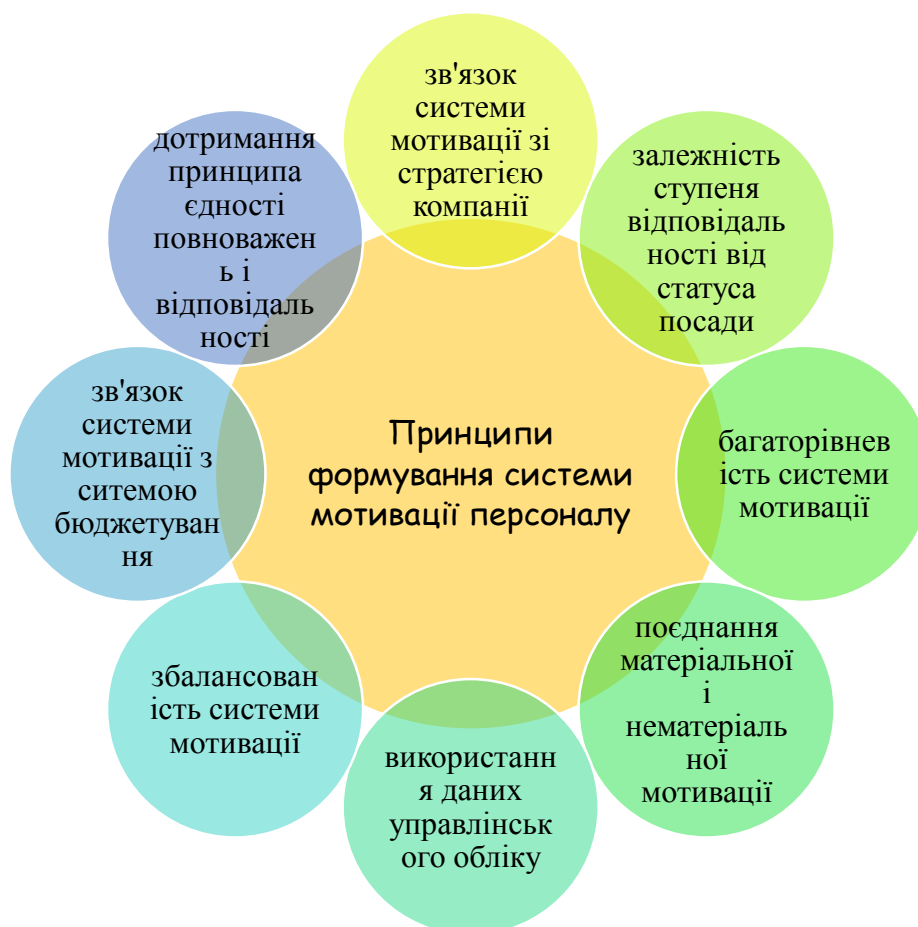 зв'язок
системи
мотивації зі
стратегією
компанії
залежність
ступеня
відповідаль
ності від
статуса
посади
багаторівнев
ість системи
мотивації
поєднання
матеріальної
і
нематеріаль
ної
мотивації
використанн
я даних
управлінськ
ого обліку
збалансован
ість системи
мотивації
зв'язок
системи
мотивації з
ситемою
бюджетуван
ня
дотримання
принципа
єдності
повноважен
ь і
відповідаль
ності
Принципи
формування системи
мотивації персоналу